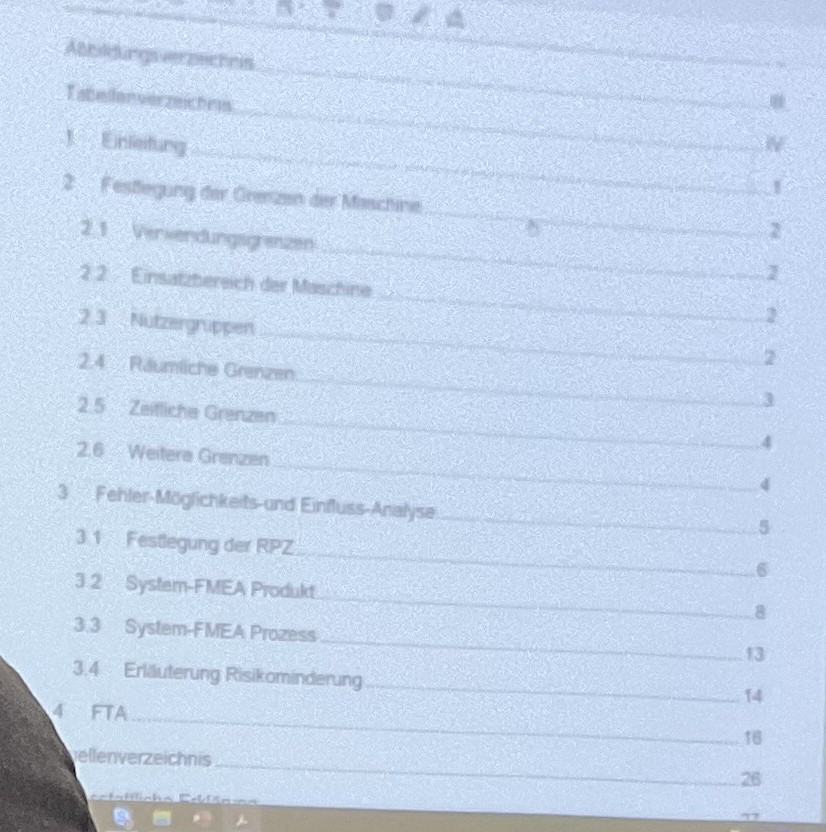 Abbildungsverzeichnis III
Tabellenverzeichnis IV
1 Einleitung 1
2 Festlegung der Grenzen der Maschine 2
2.1 Verwendungsgrenzen 2
2.2 Einsatzbereich der Maschine 2
2.3 Nutzergruppen 2
2.4 Räumliche Grenzen 3
2.5 Zeitliche Grenzen 4
2.6 Weitere Grenzen 4
3 Fehler-Möglichkeits-und Einfluss-Analyse 5
3.1 Festlegung der RPZ 6
3.2 System-FMEA Produkt 8
3.3 System-FMEA Prozess 13
3.4 Erläuterung Risikominderung 14
4 FTA 16
ellenverzeichnis 26